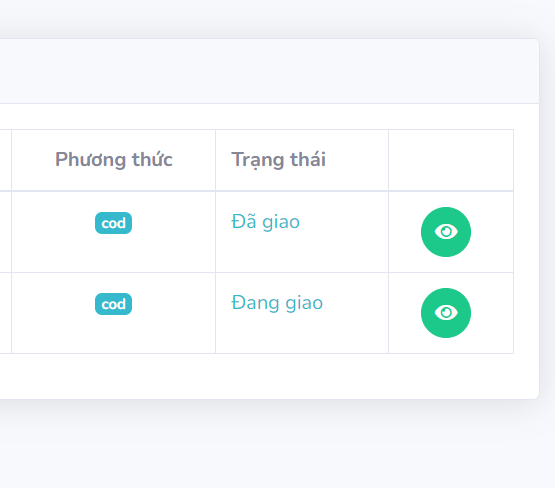 Phương thức Trạng thái
cod Đã giao
cod Đang giao